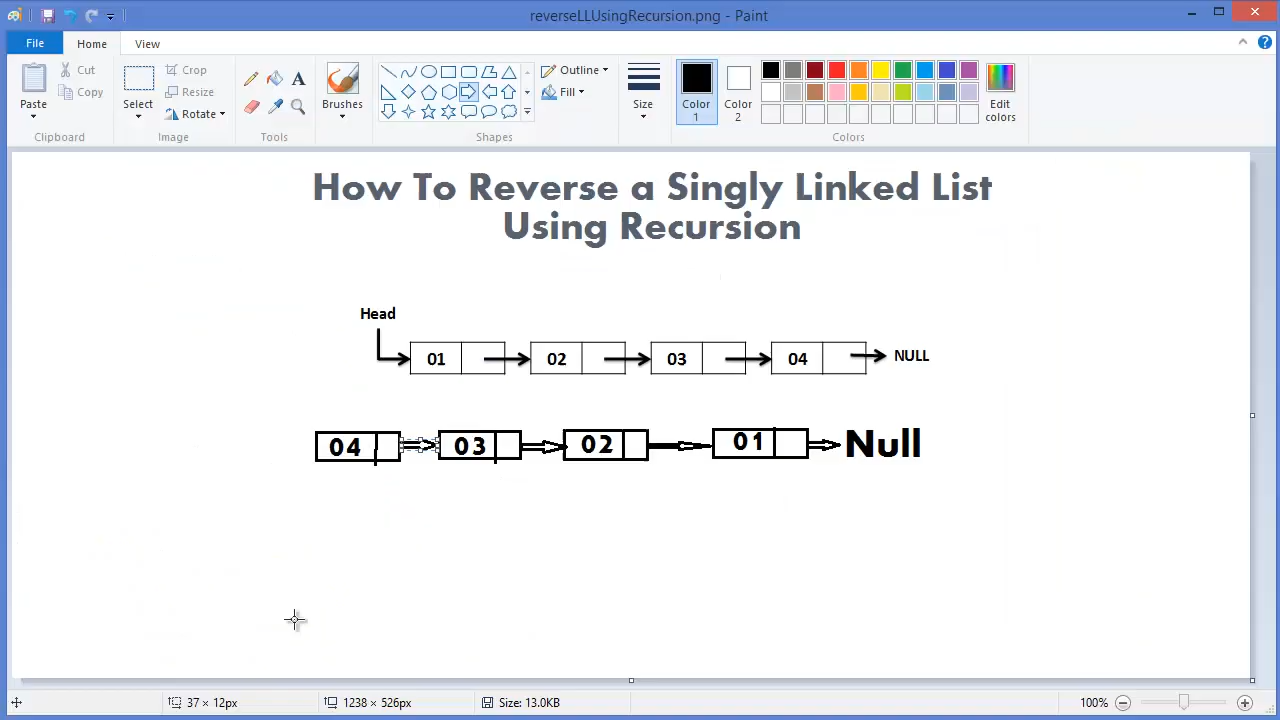 reverseLLUsingRecursion.png - Paint
File Home View
Paste
Cut
Copy
Clipboard
Select
Crop
Resize
Rotate
Image
Tools
Brushes
Shapes
Outline
Fill
Size
Color 1
Color 2
Edit colors
Colors
How To Reverse a Singly Linked List
Using Recursion
Head
01 02 03 04 NULL
04 03 02 01 Null
37 × 12px 1238 × 526px Size: 13.0KB 100%